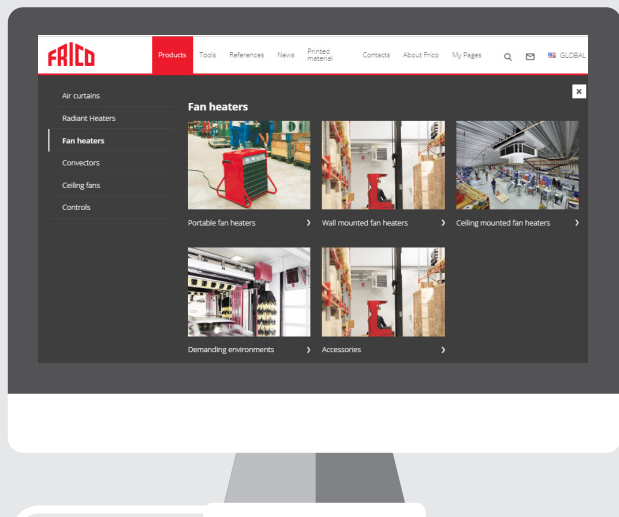 FRICO
Products
Tools
References
News
Printed
material
Contacts
About Frico
My Pages
GLOBAL
Air curtains
Radiant Heaters
Fan heaters
Convectors
Ceiling fans
Controls
Fan heaters
Portable fan heaters
Wall mounted fan heaters
Ceiling mounted fan heaters
Demanding environments
Accessories